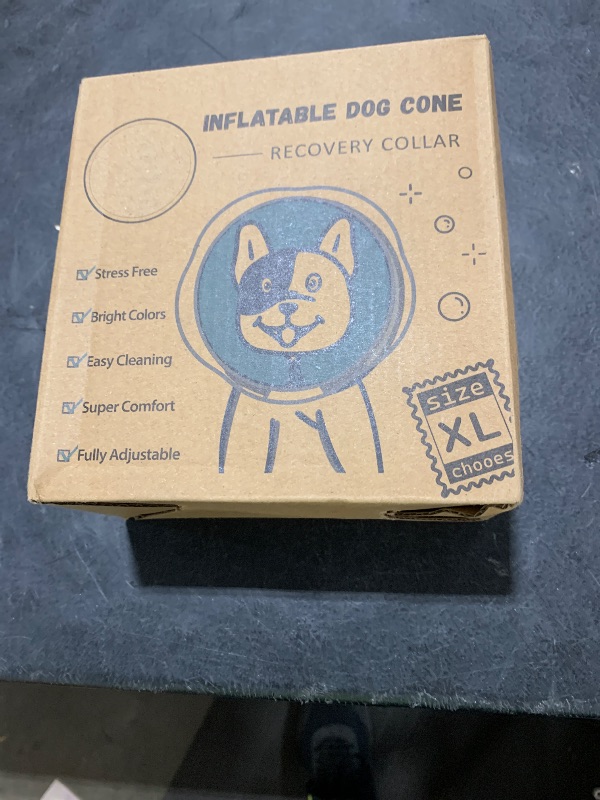 INFLATABLE DOG CONE
RECOVERY COLLAR
Stress Free
Bright Colors
Easy Cleaning
Super Comfort
Fully Adjustable
size
XL
chooes